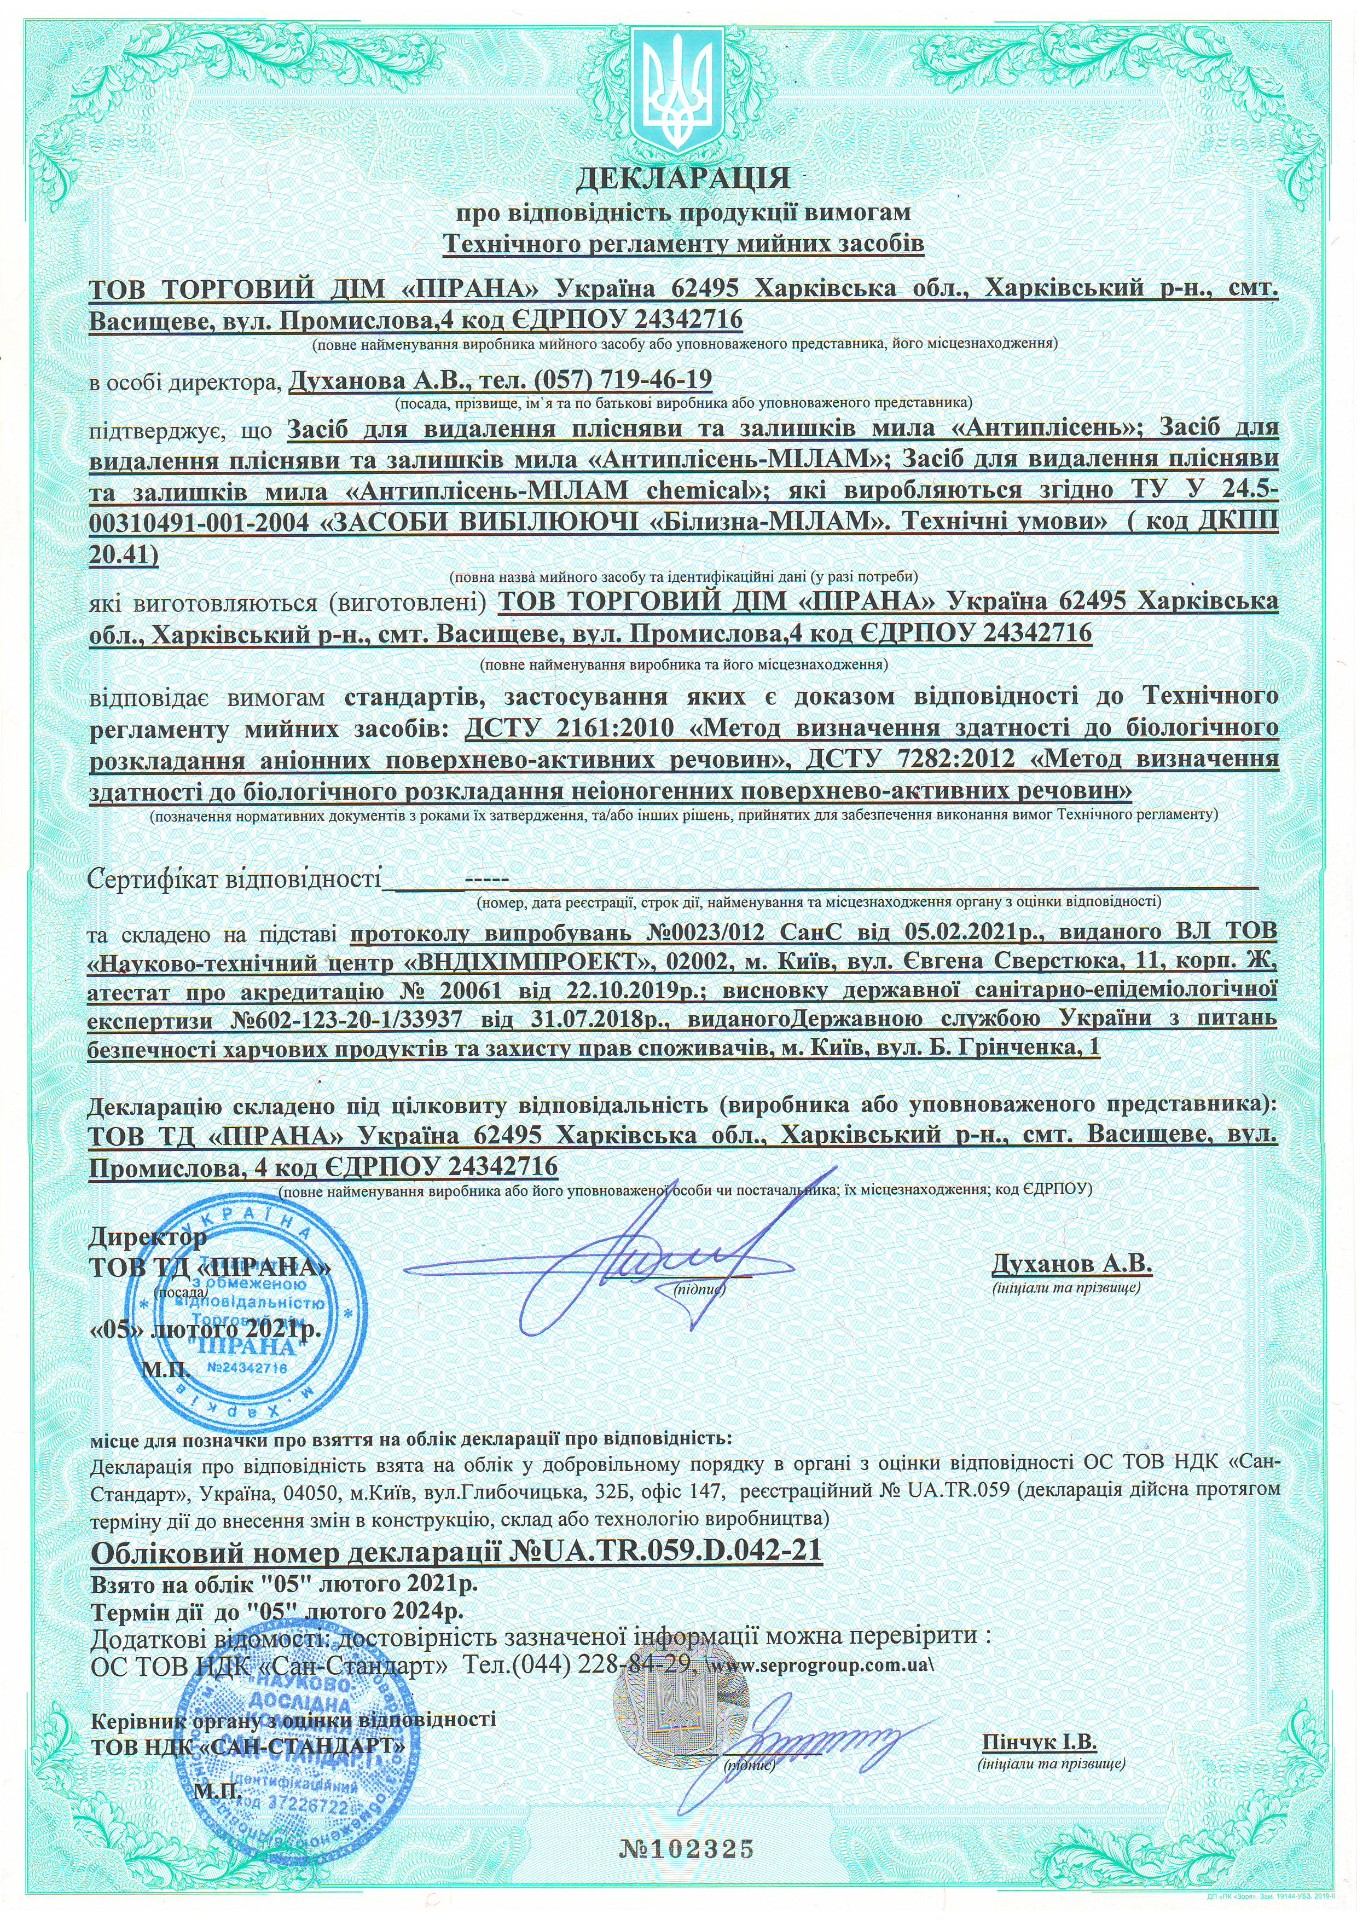 ДЕКЛАРАЦІЯ
про відповідність продукції вимогам
Технічного регламенту мийних засобів
ТОВ ТОРГОВИЙ ДІМ «ПІРАНА» Україна 62495 Харківська обл., Харківський р-н., смт.
Васищеве, вул. Промислова,4 код ЄДРПОУ 24342716
(повне найменування виробника мийного засобу або уповноваженого представника, його місцезнаходження)
в особі директора, Духанова А.В., тел. (057) 719-46-19
(посада, прізвище, ім`я та по батькові виробника або уповноваженого представника)
підтверджує, що Засіб для видалення плісняви та залишків мила «Антиплісень»; Засіб для
видалення плісняви та залишків мила «Антиплісень-МІЛАМ»; Засіб для видалення плісняви
та залишків мила «Антиплісень-МІЛАМ chemical»; які виробляються згідно ТУ У 24.5-
00310491-001-2004 «ЗАСОБИ ВИБІЛЮЮЧІ «Білизна-МІЛАМ». Технічні умови» ( код ДКПП
20.41)
(повна назва мийного засобу та ідентифікаційні дані (у разі потреби)
які виготовляються (виготовлені) ТОВ ТОРГОВИЙ ДІМ «ПІРАНА» Україна 62495 Харківська
обл., Харківський р-н., смт. Васищеве, вул. Промислова,4 код ЄДРПОУ 24342716
(повне найменування виробника та його місцезнаходження)
відповідає вимогам стандартів, застосування яких є доказом відповідності до Технічного
регламенту мийних засобів: ДСТУ 2161:2010 «Метод визначення здатності до біологічного
розкладання аніонних поверхнево-активних речовин», ДСТУ 7282:2012 «Метод визначення
здатності до біологічного розкладання неіоногенних поверхнево-активних речовин»
(позначення нормативних документів з роками їх затвердження, та/або інших рішень, прийнятих для забезпечення виконання вимог Технічного регламенту)
Сертифікат відповідності_______-----
(номер, дата реєстрації, строк дії, найменування та місцезнаходження органу з оцінки відповідності)
та складено на підставі протоколу випробувань №0023/012 СанС від 05.02.2021р., виданого ВЛ ТОВ
«Науково-технічний центр «ВНДІХІМПРОЕКТ», 02002, м. Київ, вул. Євгена Сверстюка, 11, корп. Ж,
атестат про акредитацію № 20061 від 22.10.2019р.; висновку державної санітарно-епідеміологічної
експертизи №602-123-20-1/33937 від 31.07.2018р., виданогоДержавною службою України з питань
безпечності харчових продуктів та захисту прав споживачів, м. Київ, вул. Б. Грінченка, 1
Декларацію складено під цілковиту відповідальність (виробника або уповноваженого представника):
ТОВ ТД «ПІРАНА» Україна 62495 Харківська обл., Харківський р-н., смт. Васищеве, вул.
Промислова, 4 код ЄДРПОУ 24342716
(повне найменування виробника або його уповноваженої особи чи постачальника; їх місцезнаходження; код ЄДРПОУ)
Директор
ТОВ ТД «ПІРАНА»
(посада)
(підпис)
Духанов А.В.
(ініціали та прізвище)
«05» лютого 2021р.
М.П.
УКРАЇНА
Товариство
з обмеженою
відповідальністю
Торговий дім
"ПІРАНА"
№24342716
м. Харків
місце для позначки про взяття на облік декларації про відповідність:
Декларація про відповідність взята на облік у добровільному порядку в органі з оцінки відповідності ОС ТОВ НДК «Сан-
Стандарт», Україна, 04050, м.Київ, вул.Глибочицька, 32Б, офіс 147, реєстраційний № UA.TR.059 (декларація дійсна протягом
терміну дії до внесення змін в конструкцію, склад або технологію виробництва)
Обліковий номер декларації №UA.TR.059.D.042-21
Взято на облік "05" лютого 2021р.
Термін дії до "05" лютого 2024р.
Додаткові відомості: достовірність зазначеної інформації можна перевірити :
ОС ТОВ НДК «Сан-Стандарт» Тел.(044) 228-84-29, \www.seprogroup.com.ua\
Керівник органу з оцінки відповідності
ТОВ НДК «САН-СТАНДАРТ»
(підпис)
Пінчук І.В.
(ініціали та прізвище)
М.П.
"НАУКОВО-
ДОСЛІДНА
КОМПАНІЯ
САН-СТАНДАРТ"
Ідентифікаційний
код 37226722
№102325
ДП «ПК «Зоря». Зам. 19144-УБЗ. 2019-ІІ